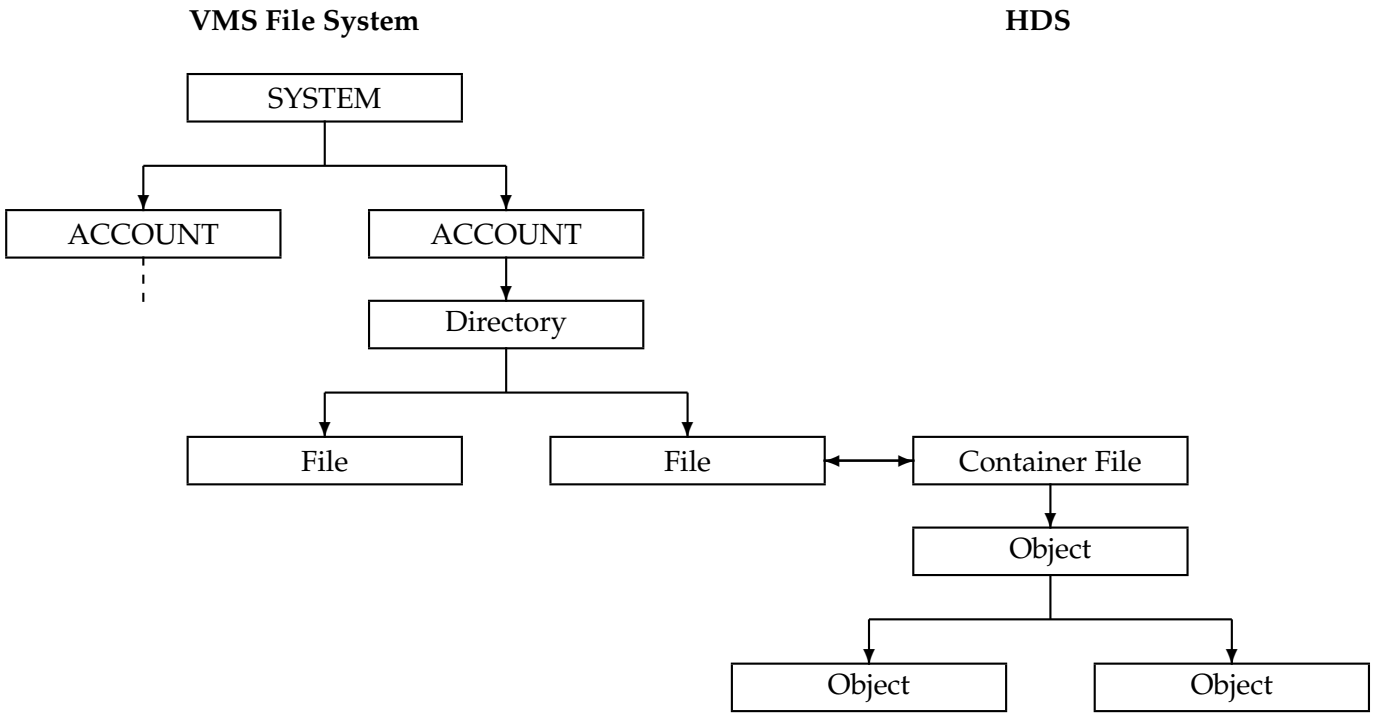 VMS File System
HDS
SYSTEM
ACCOUNT
ACCOUNT
Directory
File
File
Container File
Object
Object
Object